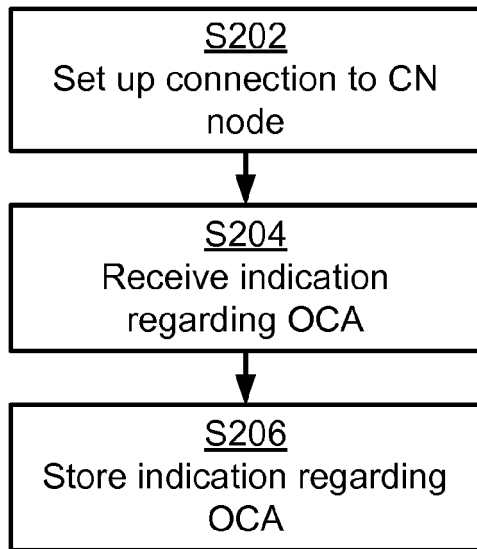 S202
Set up connection to CN
node
S204
Receive indication
regarding OCA
S206
Store indication regarding
OCA